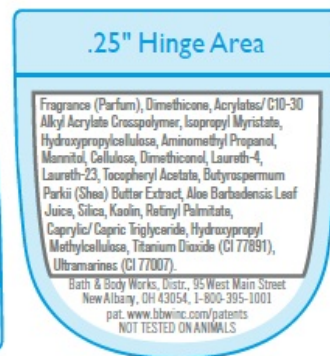 .25" Hinge Area
Fragrance (Parfum), Dimethicone, Acrylates/ C10-30
Alkyl Acrylate Crosspolymer, Isopropyl Myristate,
Hydroxypropylcellulose, Aminomethyl Propanol,
Mannitol, Cellulose, Dimethiconol, Laureth-4,
Laureth-23, Tocopheryl Acetate, Butyrospermum
Parkii (Shea) Butter Extract, Aloe Barbadensis Leaf
Juice, Silica, Kaolin, Retinyl Palmitate,
Caprylic/ Capric Triglyceride, Hydroxypropyl
Methylcellulose, Titanium Dioxide (CI 77891),
Ultramarines (CI 77007).
Bath & Body Works, Distr., 95 West Main Street
New Albany, OH 43054, 1-800-395-1001
pat. www.bbwinc.com/patents
NOT TESTED ON ANIMALS